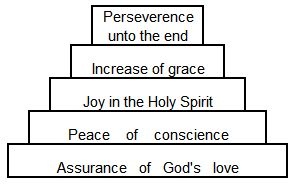 Perseverence
unto the end
Increase of grace
Joy in the Holy Spirit
Peace of conscience
Assurance of God's love